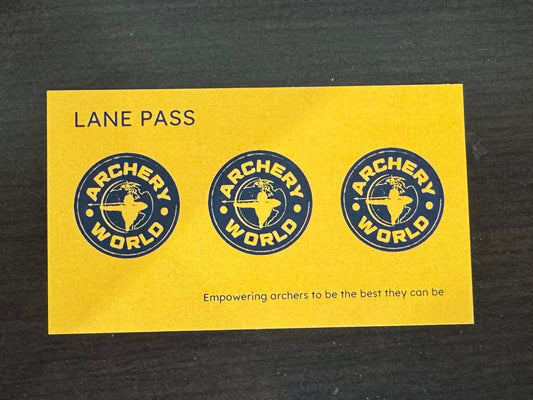 LANE PASS
ARCHERY
WORLD
ARCHERY
WORLD
ARCHERY
WORLD
Empowering archers to be the best they can be